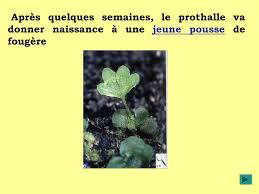 Après quelques semaines, le prothalle va
donner naissance à une jeune pousse de
fougère